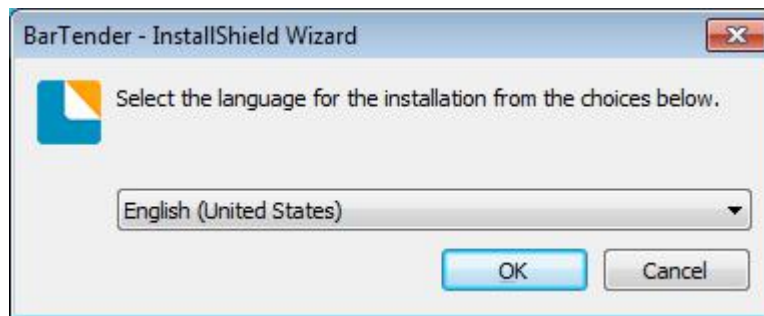 BarTender - InstallShield Wizard
Select the language for the installation from the choices below.
English (United States)
OK
Cancel